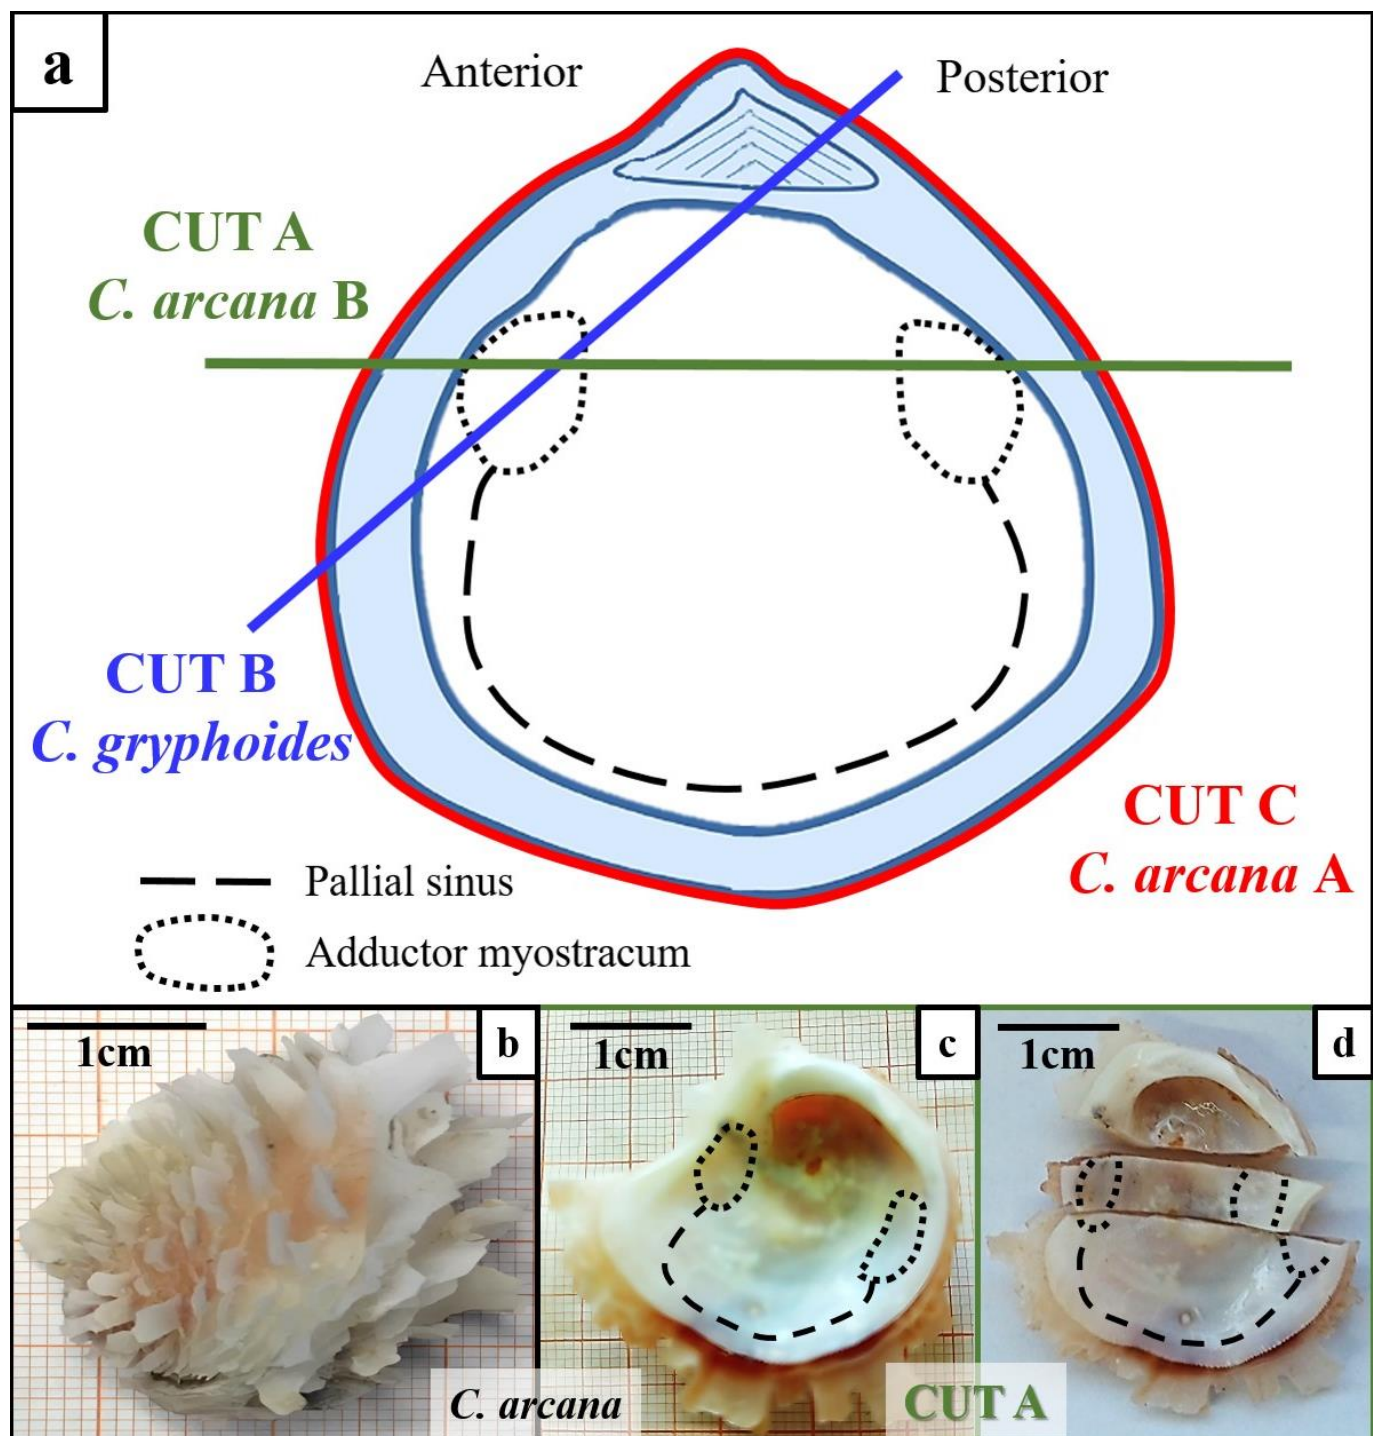 a
Anterior
Posterior
CUT A
C. arcana B
CUT B
C. gryphoides
CUT C
C. arcana A
Pallial sinus
Adductor myostracum
1cm
b
1cm
c
1cm
d
C. arcana
CUT A